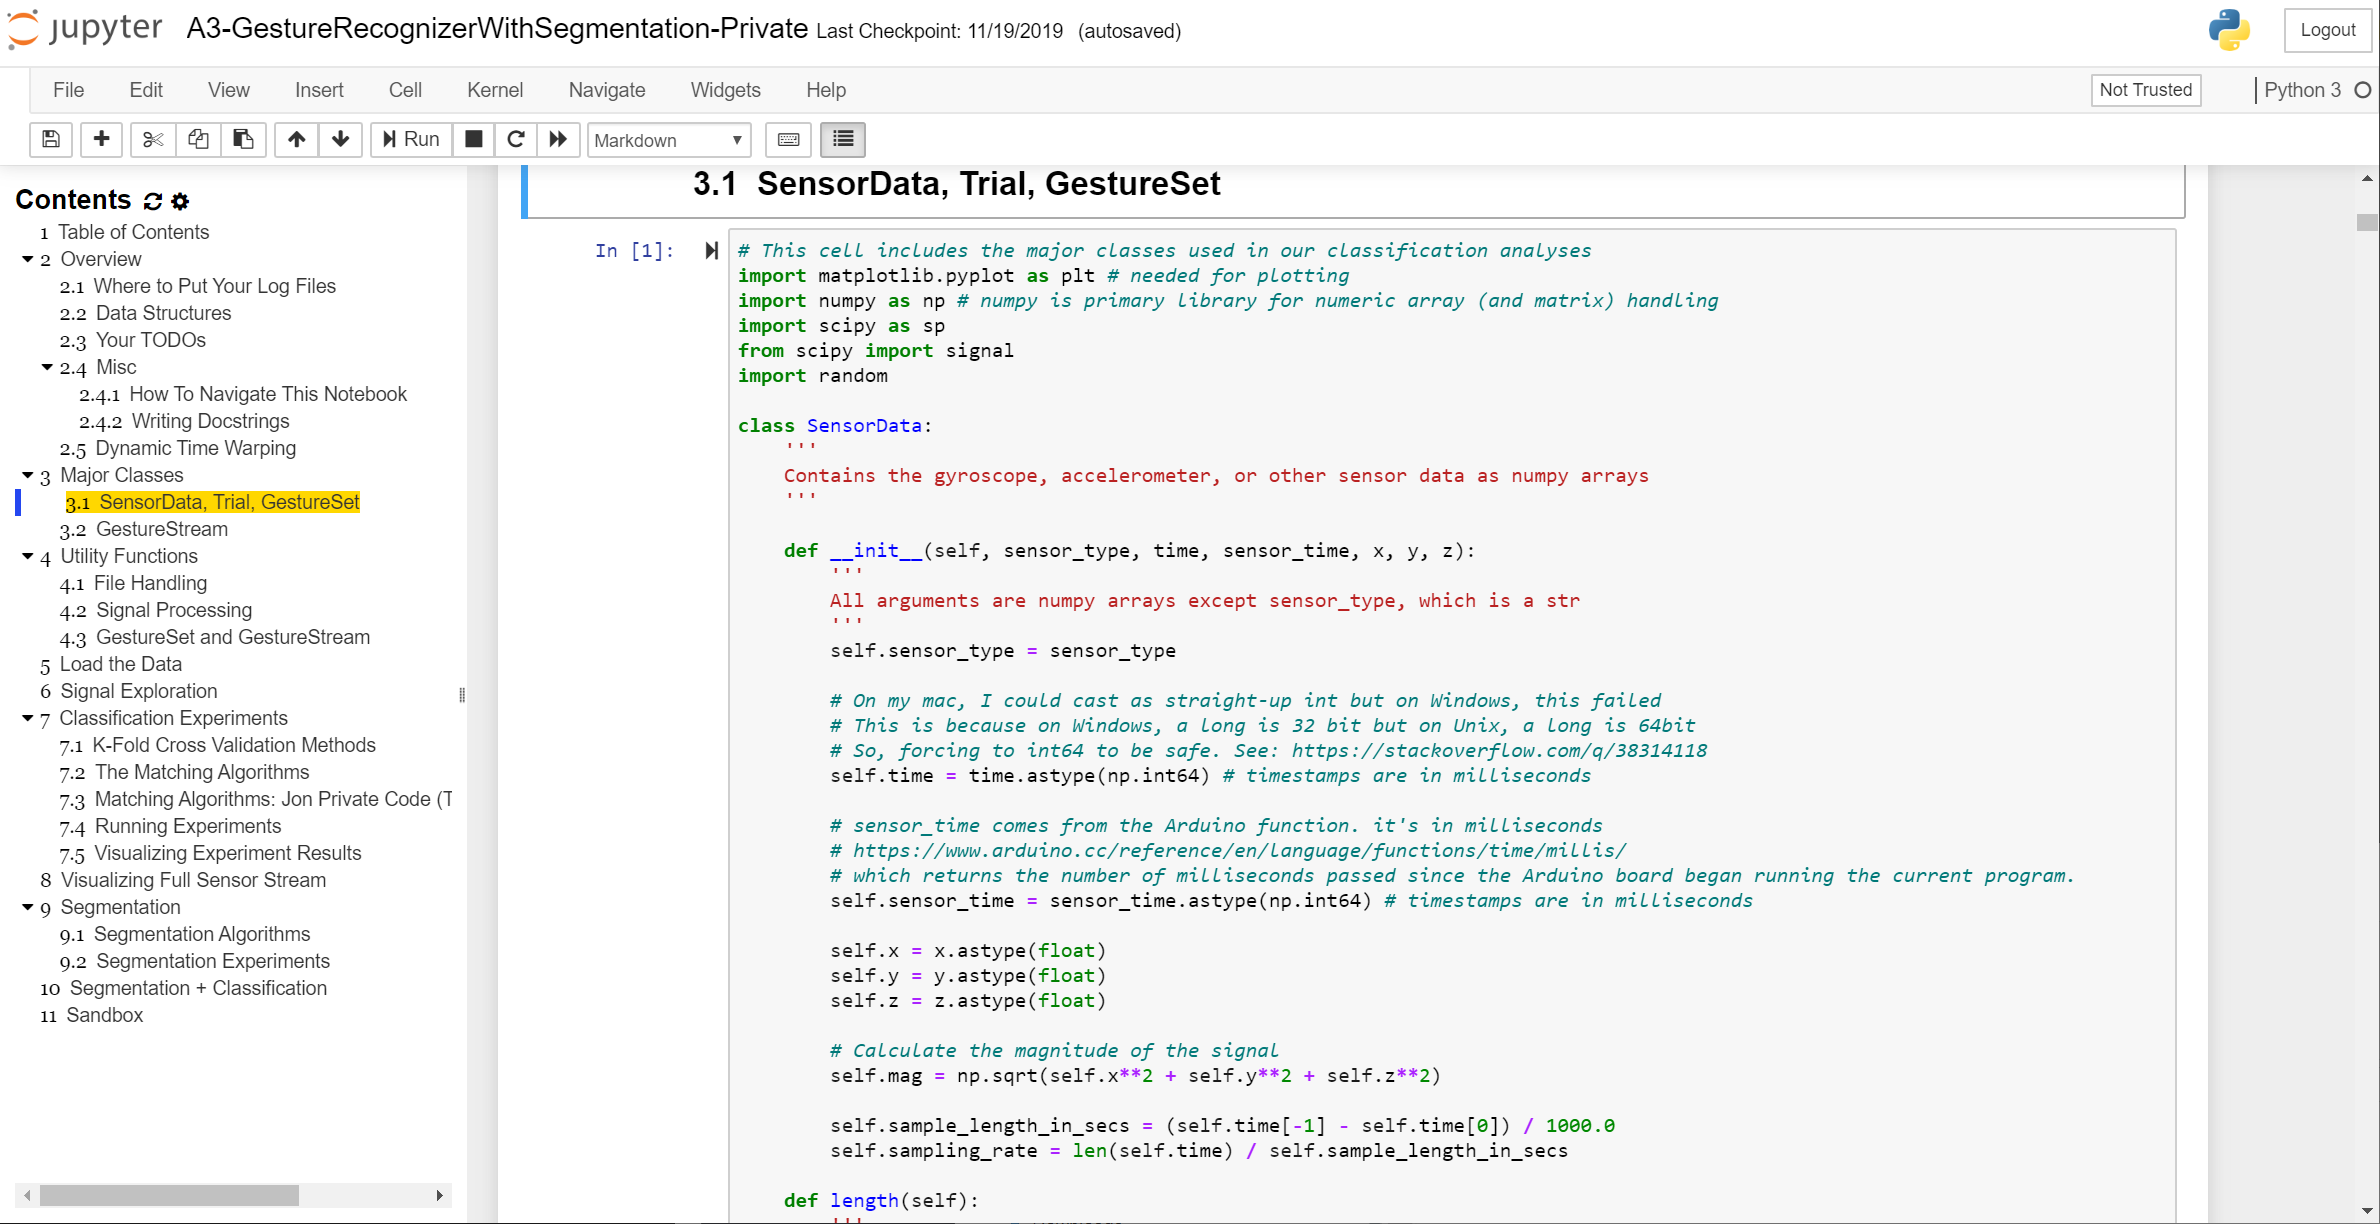 jupyter A3-GestureRecognizerWithSegmentation-Private Last Checkpoint: 11/19/2019 (autosaved)
Logout
File Edit View Insert Cell Kernel Navigate Widgets Help
Not Trusted
Python 3
Run
Markdown
Contents
1 Table of Contents
2 Overview
2.1 Where to Put Your Log Files
2.2 Data Structures
2.3 Your TODOs
2.4 Misc
2.4.1 How To Navigate This Notebook
2.4.2 Writing Docstrings
2.5 Dynamic Time Warping
3 Major Classes
3.1 SensorData, Trial, GestureSet
3.2 GestureStream
4 Utility Functions
4.1 File Handling
4.2 Signal Processing
4.3 GestureSet and GestureStream
5 Load the Data
6 Signal Exploration
7 Classification Experiments
7.1 K-Fold Cross Validation Methods
7.2 The Matching Algorithms
7.3 Matching Algorithms: Jon Private Code (T
7.4 Running Experiments
7.5 Visualizing Experiment Results
8 Visualizing Full Sensor Stream
9 Segmentation
9.1 Segmentation Algorithms
9.2 Segmentation Experiments
10 Segmentation + Classification
11 Sandbox
3.1 SensorData, Trial, GestureSet
In [1]:
# This cell includes the major classes used in our classification analyses
import matplotlib.pyplot as plt # needed for plotting
import numpy as np # numpy is primary library for numeric array (and matrix) handling
import scipy as sp
from scipy import signal
import random
class SensorData:
'''
Contains the gyroscope, accelerometer, or other sensor data as numpy arrays
'''
def __init__(self, sensor_type, time, sensor_time, x, y, z):
'''
All arguments are numpy arrays except sensor_type, which is a str
'''
self.sensor_type = sensor_type
# On my mac, I could cast as straight-up int but on Windows, this failed
# This is because on Windows, a long is 32 bit but on Unix, a long is 64bit
# So, forcing to int64 to be safe. See: https://stackoverflow.com/q/38314118
self.time = time.astype(np.int64) # timestamps are in milliseconds
# sensor_time comes from the Arduino function. it's in milliseconds
# https://www.arduino.cc/reference/en/language/functions/time/millis/
# which returns the number of milliseconds passed since the Arduino board began running the current program.
self.sensor_time = sensor_time.astype(np.int64) # timestamps are in milliseconds
self.x = x.astype(float)
self.y = y.astype(float)
self.z = z.astype(float)
# Calculate the magnitude of the signal
self.mag = np.sqrt(self.x**2 + self.y**2 + self.z**2)
self.sample_length_in_secs = (self.time[-1] - self.time[0]) / 1000.0
self.sampling_rate = len(self.time) / self.sample_length_in_secs
def length(self):
'''